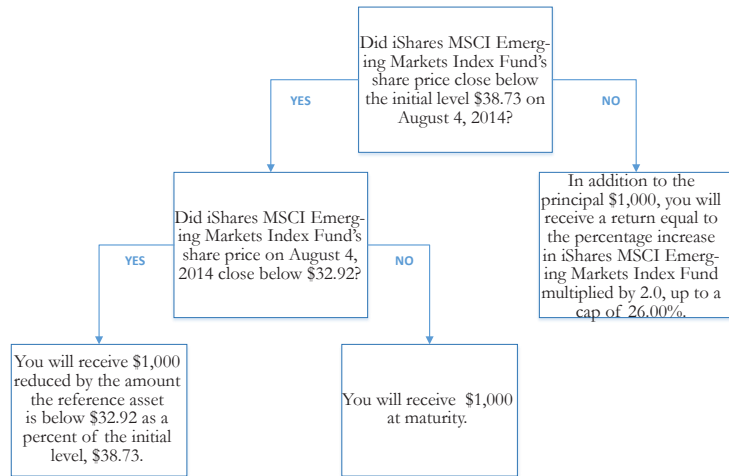 Did iShares MSCI Emerg-
ing Markets Index Fund's
share price close below
the initial level $38.73 on
August 4, 2014?
YES
NO
Did iShares MSCI Emerg-
ing Markets Index Fund's
share price on August 4,
2014 close below $32.92?
In addition to the
principal $1,000, you will
receive a return equal to
the percentage increase
in iShares MSCI Emerg-
ing Markets Index Fund
multiplied by 2.0, up to a
cap of 26.00%.
YES
NO
You will receive $1,000
reduced by the amount
the reference asset
is below $32.92 as a
percent of the initial
level, $38.73.
You will receive $1,000
at maturity.